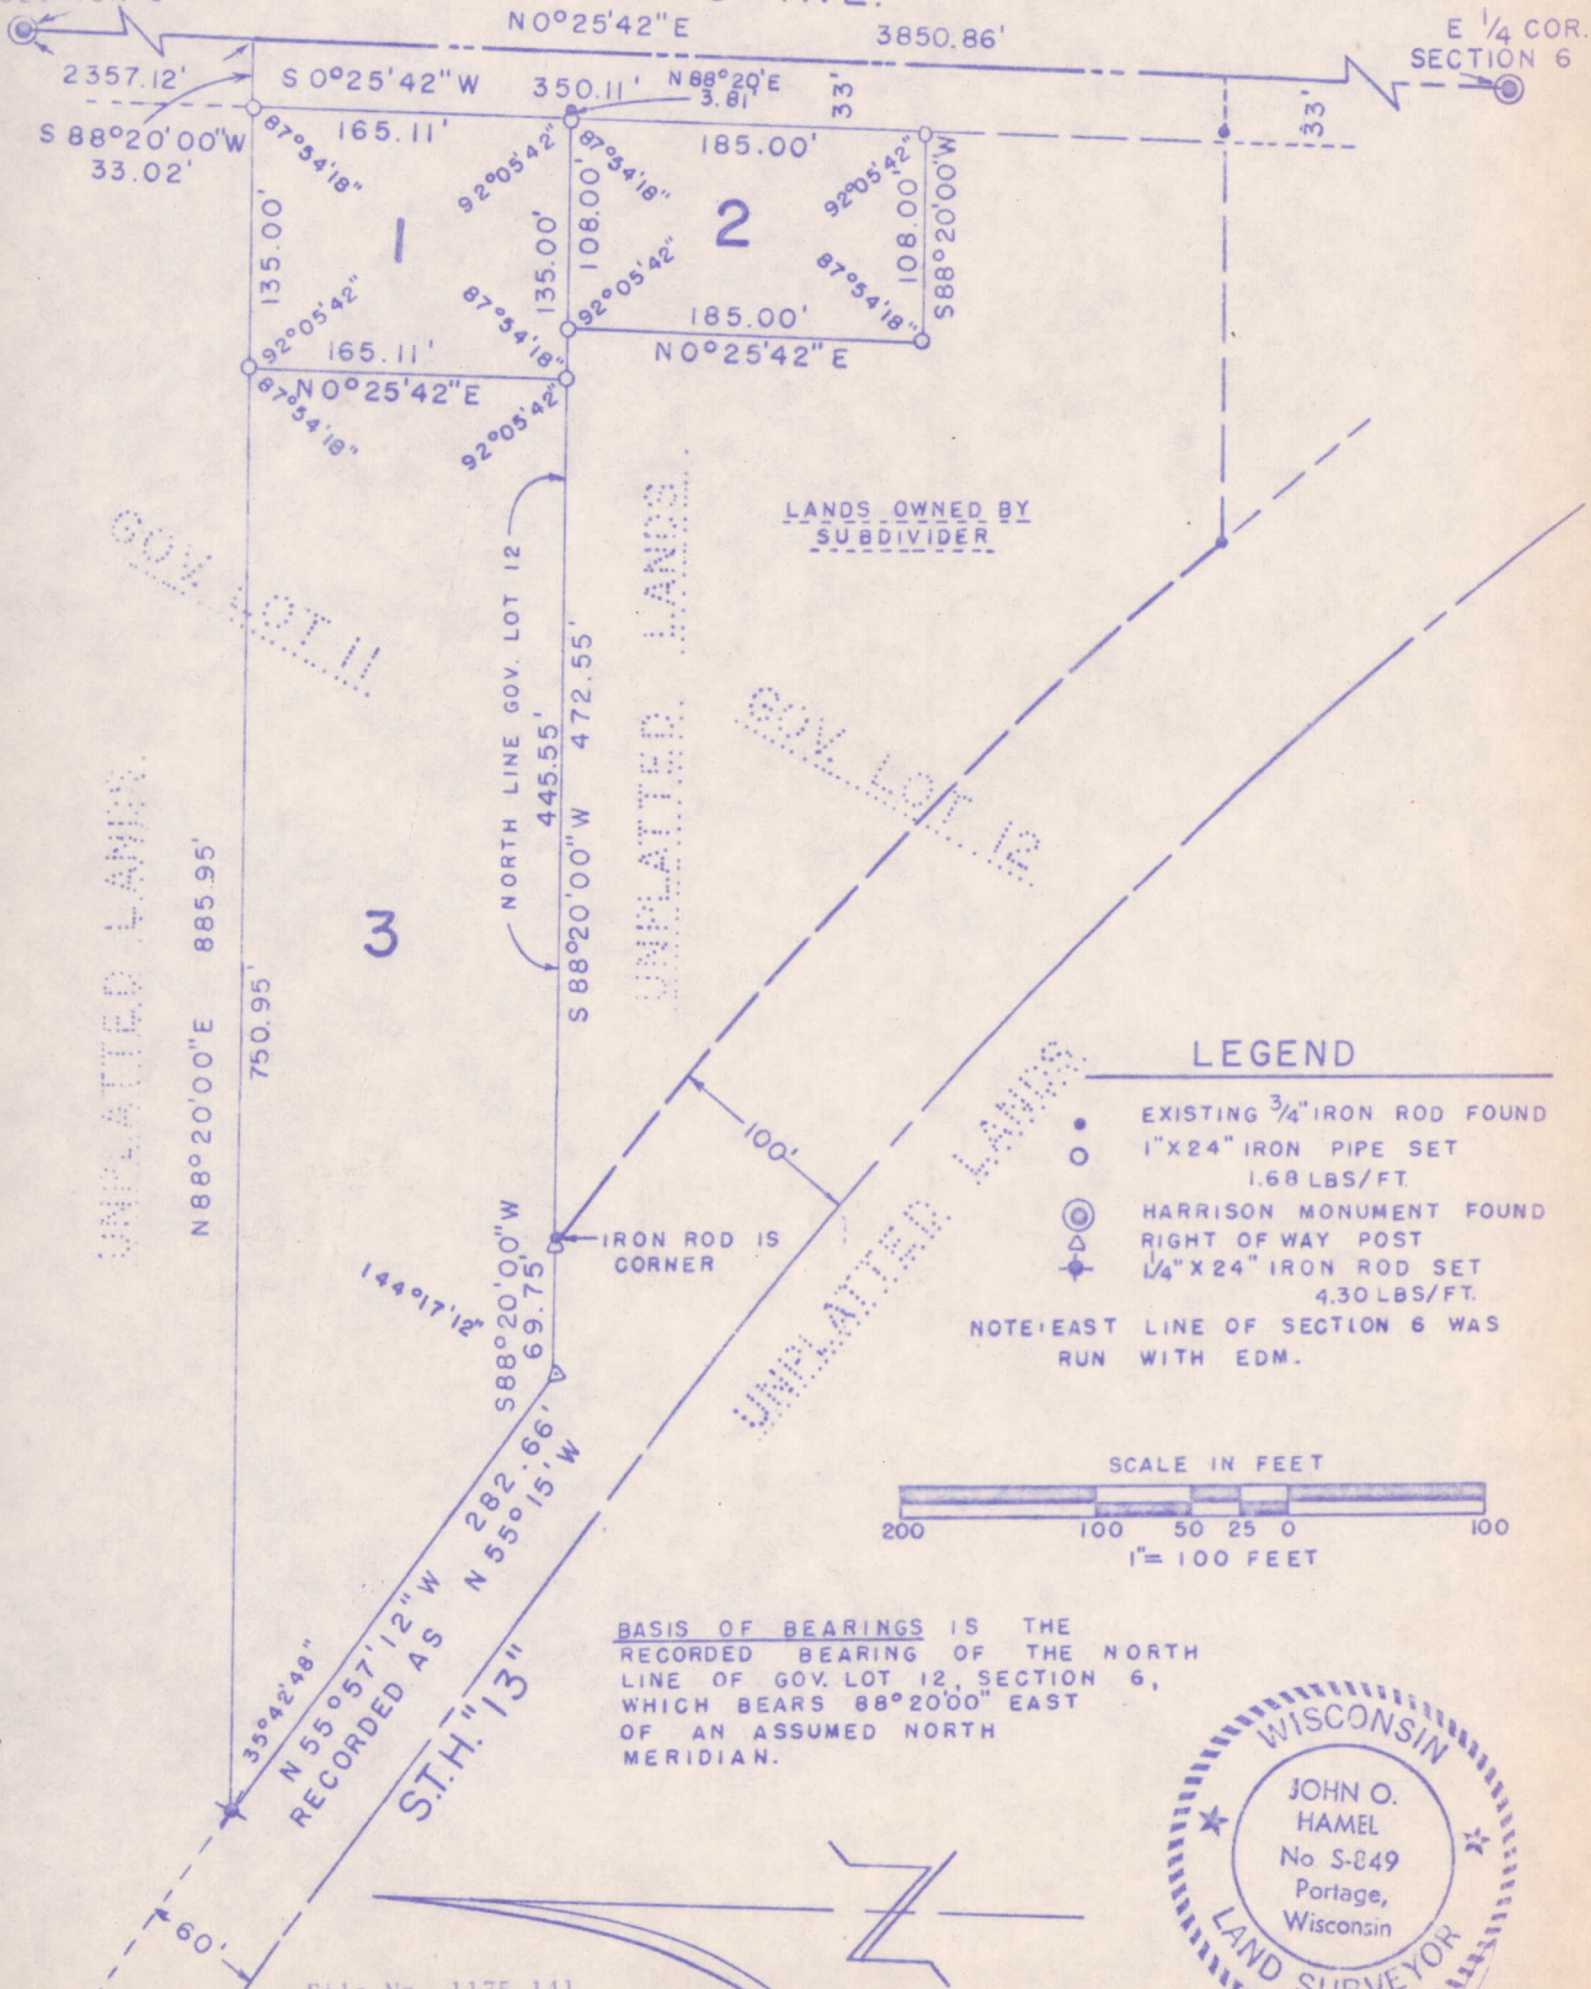 N0°25'42"E
3850.86'
E 1/4 COR.
SECTION 6
2357.12'
S 0°25'42"W
350.11'
N88°20'E
3.81'
33'
33'
S 88°20'00"W
33.02'
165.11'
185.00'
87°54'18"
92°05'42"
87°54'18"
92°05'42"
135.00'
1
135.00'
108.00'
2
108.00'
S88°20'00"W
92°05'42"
87°54'18"
92°05'42"
87°54'18"
165.11'
N0°25'42"E
185.00'
N0°25'42"E
87°54'18"
92°05'42"
LANDS OWNED BY
SUBDIVIDER
GOV. LOT 11
NORTH LINE GOV. LOT 12
445.55'
S 88°20'00"W 472.55'
UNPLATTED LANDS.
GOV. LOT 12
UNPLATTED LANDS.
N88°20'00"E 885.95'
750.95'
3
100'
UNPLATTED LANDS.
LEGEND
EXISTING 3/4" IRON ROD FOUND
1"X24" IRON PIPE SET
1.68 LBS/FT.
HARRISON MONUMENT FOUND
RIGHT OF WAY POST
1/4" X 24" IRON ROD SET
4.30 LBS/FT.
NOTE: EAST LINE OF SECTION 6 WAS
RUN WITH EDM.
IRON ROD IS
CORNER
144°17'12"
S88°20'00"W
69.75'
SCALE IN FEET
200 100 50 25 0 100
1"= 100 FEET
N 55°57'12"W 282.66'
RECORDED AS N 55°15'W
35°42'48"
S.T.H. "13"
60'
BASIS OF BEARINGS IS THE
RECORDED BEARING OF THE NORTH
LINE OF GOV. LOT 12, SECTION 6,
WHICH BEARS 88°20'00" EAST
OF AN ASSUMED NORTH
MERIDIAN.
WISCONSIN
JOHN O.
HAMEL
No S-849
Portage,
Wisconsin
LAND SURVEYOR
Z